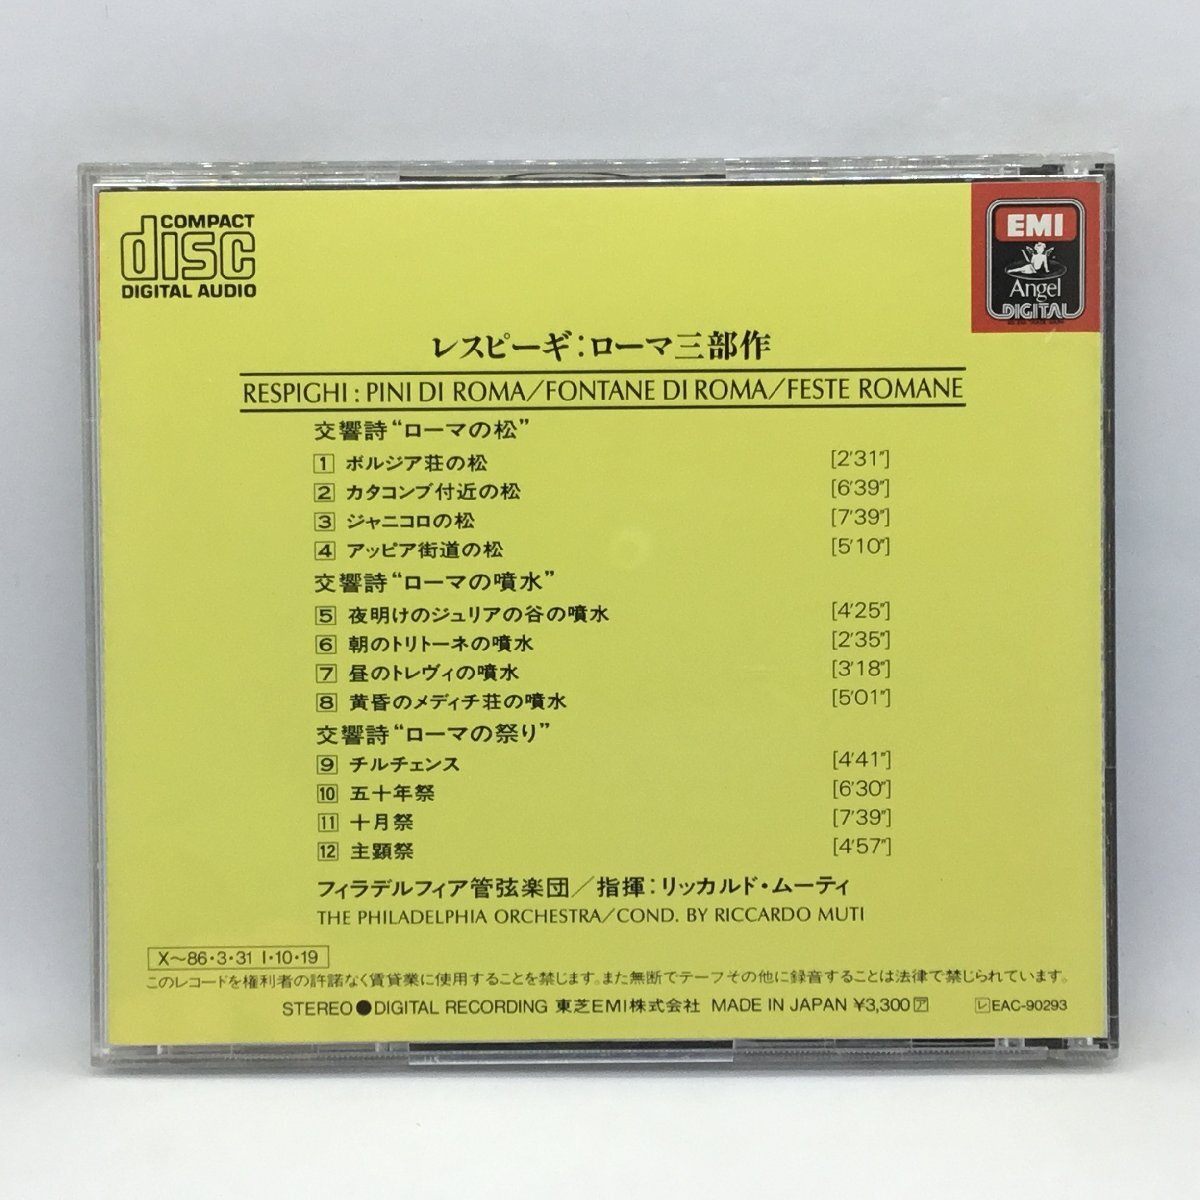 COMPACT
disc
DIGITAL AUDIO
EMI
Angel
DIGITAL
レスピーギ:ローマ三部作
RESPIGHI : PINI DI ROMA/FONTANE DI ROMA/FESTE ROMANE
交響詩“ローマの松”
1 ボルジア荘の松 [2'31"]
2 カタコンブ付近の松 [6'39"]
3 ジャニコロの松 [7'39"]
4 アッピア街道の松 [5'10"]
交響詩“ローマの噴水”
5 夜明けのジュリアの谷の噴水 [4'25"]
6 朝のトリトーネの噴水 [2'35"]
7 昼のトレヴィの噴水 [3'18"]
8 黄昏のメディチ荘の噴水 [5'01"]
交響詩“ローマの祭り”
9 チルチェンス [4'41"]
10 五十年祭 [6'30"]
11 十月祭 [7'39"]
12 主顕祭 [4'57"]
フィラデルフィア管弦楽団/指揮:リッカルド・ムーティ
THE PHILADELPHIA ORCHESTRA/COND. BY RICCARDO MUTI
X〜86・3・31 I・10・19
このレコードを権利者の許諾なく賃貸業に使用することを禁じます。また無断でテープその他に録音することは法律で禁じられています。
STEREO●DIGITAL RECORDING 東芝EMI株式会社 MADE IN JAPAN ¥3,300 ア レ EAC-90293